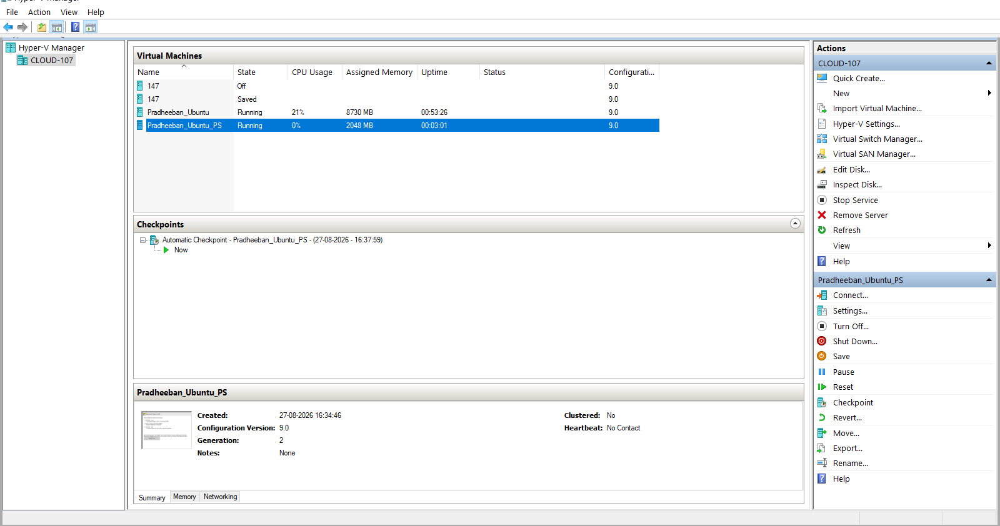 File Action View Help
Hyper-V Manager
CLOUD-107
Virtual Machines
Name State CPU Usage Assigned Memory Uptime Status Configurati...
147 Off 9.0
147 Saved 9.0
Pradheeban_Ubuntu Running 21% 8730 MB 00:53:26 9.0
Pradheeban_Ubuntu_PS Running 0% 2048 MB 00:03:01 9.0
Checkpoints
Automatic Checkpoint - Pradheeban_Ubuntu_PS - (27-08-2026 - 16:37:59)
Now
Pradheeban_Ubuntu_PS
Created: 27-08-2026 16:34:46 Clustered: No
Configuration Version: 9.0 Heartbeat: No Contact
Generation: 2
Notes: None
Summary Memory Networking
Actions
CLOUD-107
Quick Create...
New
Import Virtual Machine...
Hyper-V Settings...
Virtual Switch Manager...
Virtual SAN Manager...
Edit Disk...
Inspect Disk...
Stop Service
Remove Server
Refresh
View
Help
Pradheeban_Ubuntu_PS
Connect...
Settings...
Turn Off...
Shut Down...
Save
Pause
Reset
Checkpoint
Revert...
Move...
Export...
Rename...
Help